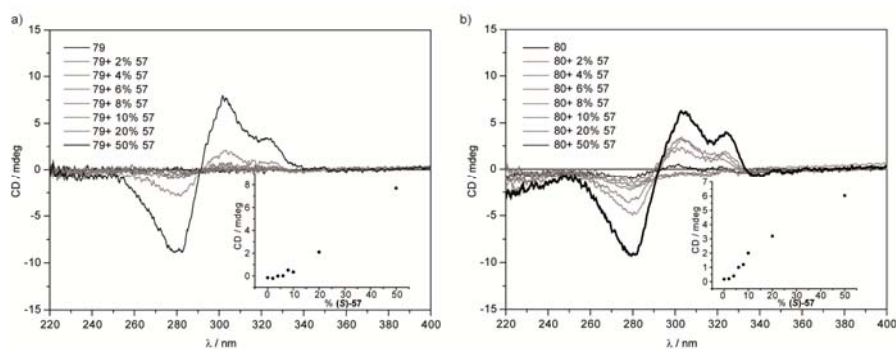 a)
15
10
5
0
-5
-10
-15
CD / mdeg
79
79+ 2% 57
79+ 4% 57
79+ 6% 57
79+ 8% 57
79+ 10% 57
79+ 20% 57
79+ 50% 57
220 240 260 280 300 320 340 360 380 400
λ / nm
CD / mdeg
8
6
4
2
0
0 10 20 30 40 50
% (S)-57
b)
15
10
5
0
-5
-10
-15
CD / mdeg
80
80+ 2% 57
80+ 4% 57
80+ 6% 57
80+ 8% 57
80+ 10% 57
80+ 20% 57
80+ 50% 57
220 240 260 280 300 320 340 360 380 400
λ / nm
CD / mdeg
6
5
4
3
2
1
0
0 10 20 30 40 50
% (S)-57